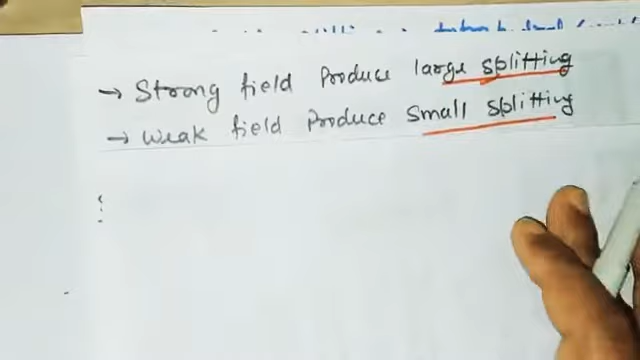 → Strong field Produce large splitting
→ Weak field Produce Small splitting